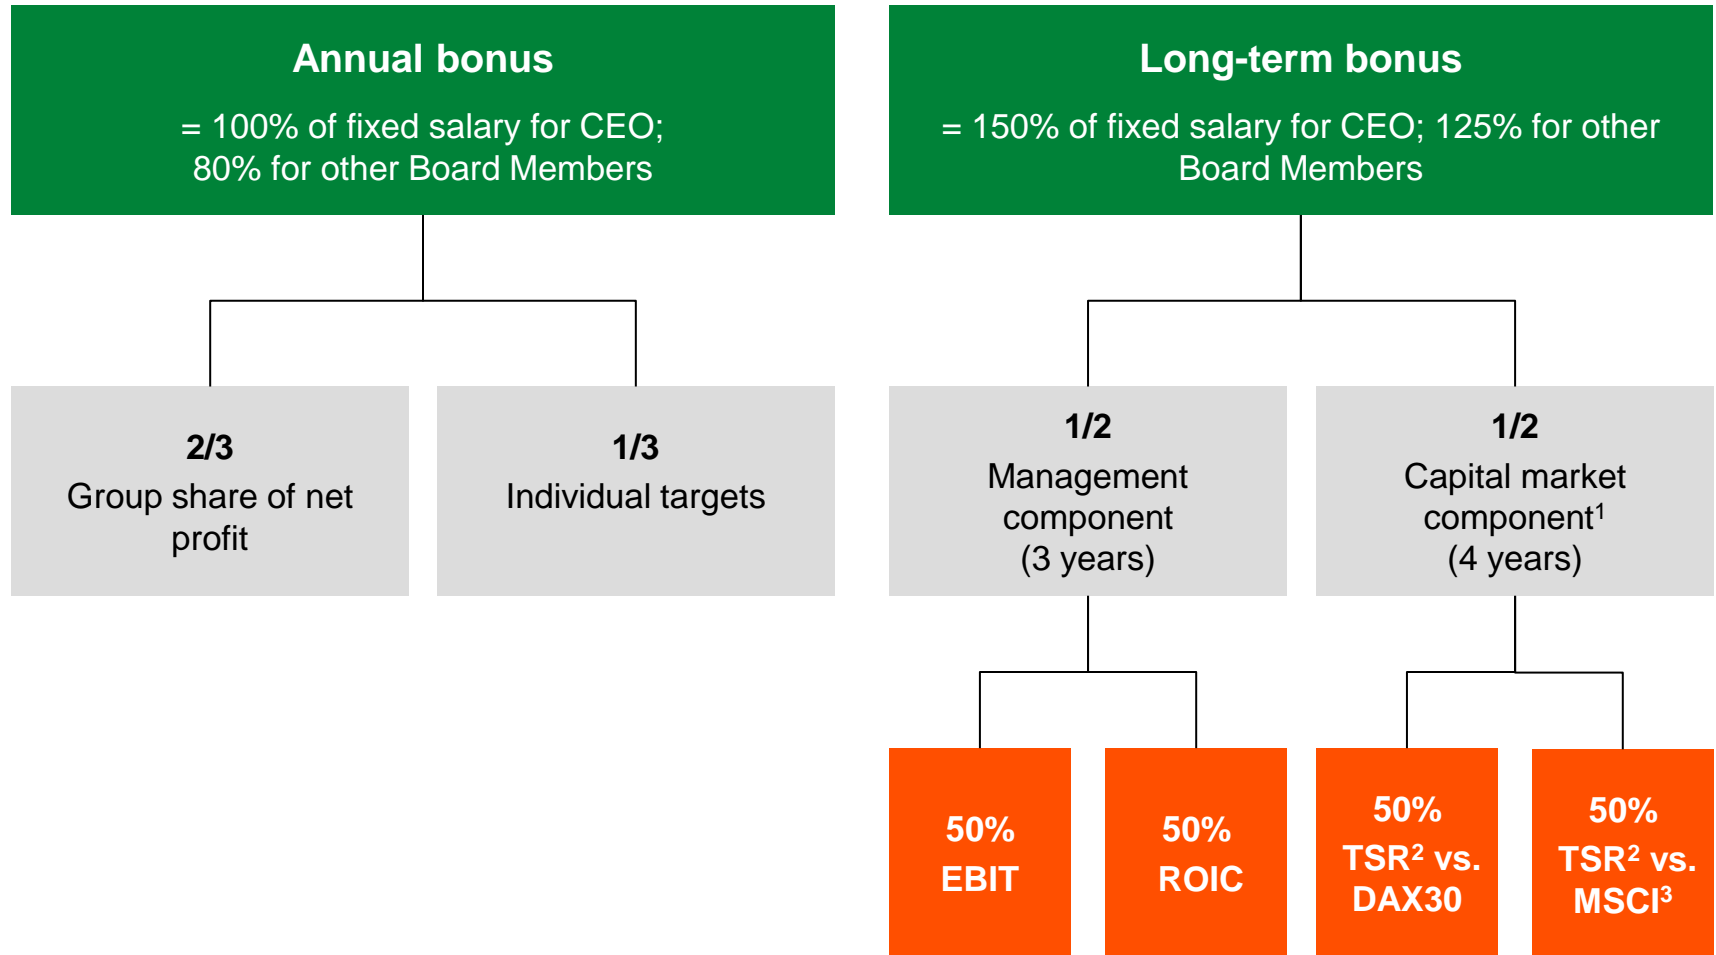 Annual bonus
= 100% of fixed salary for CEO;
80% for other Board Members
Long-term bonus
= 150% of fixed salary for CEO; 125% for other
Board Members
2/3
Group share of net
profit
1/3
Individual targets
1/2
Management
component
(3 years)
1/2
Capital market
component¹
(4 years)
50%
EBIT
50%
ROIC
50%
TSR² vs.
DAX30
50%
TSR² vs.
MSCI³